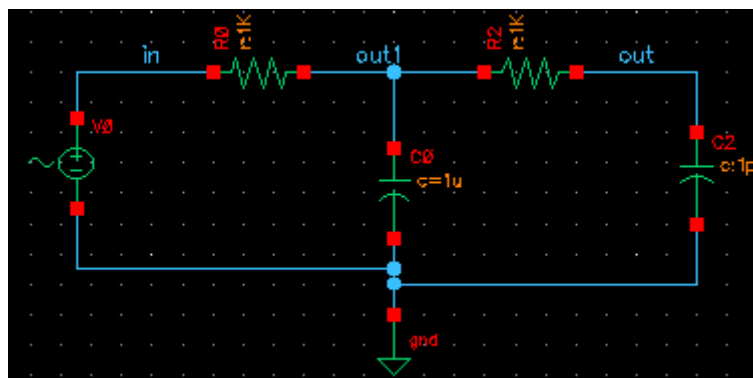 in
R0
r:1K
out1
R2
r:1K
out
V0
C0
c=1u
C2
c:1p
gnd